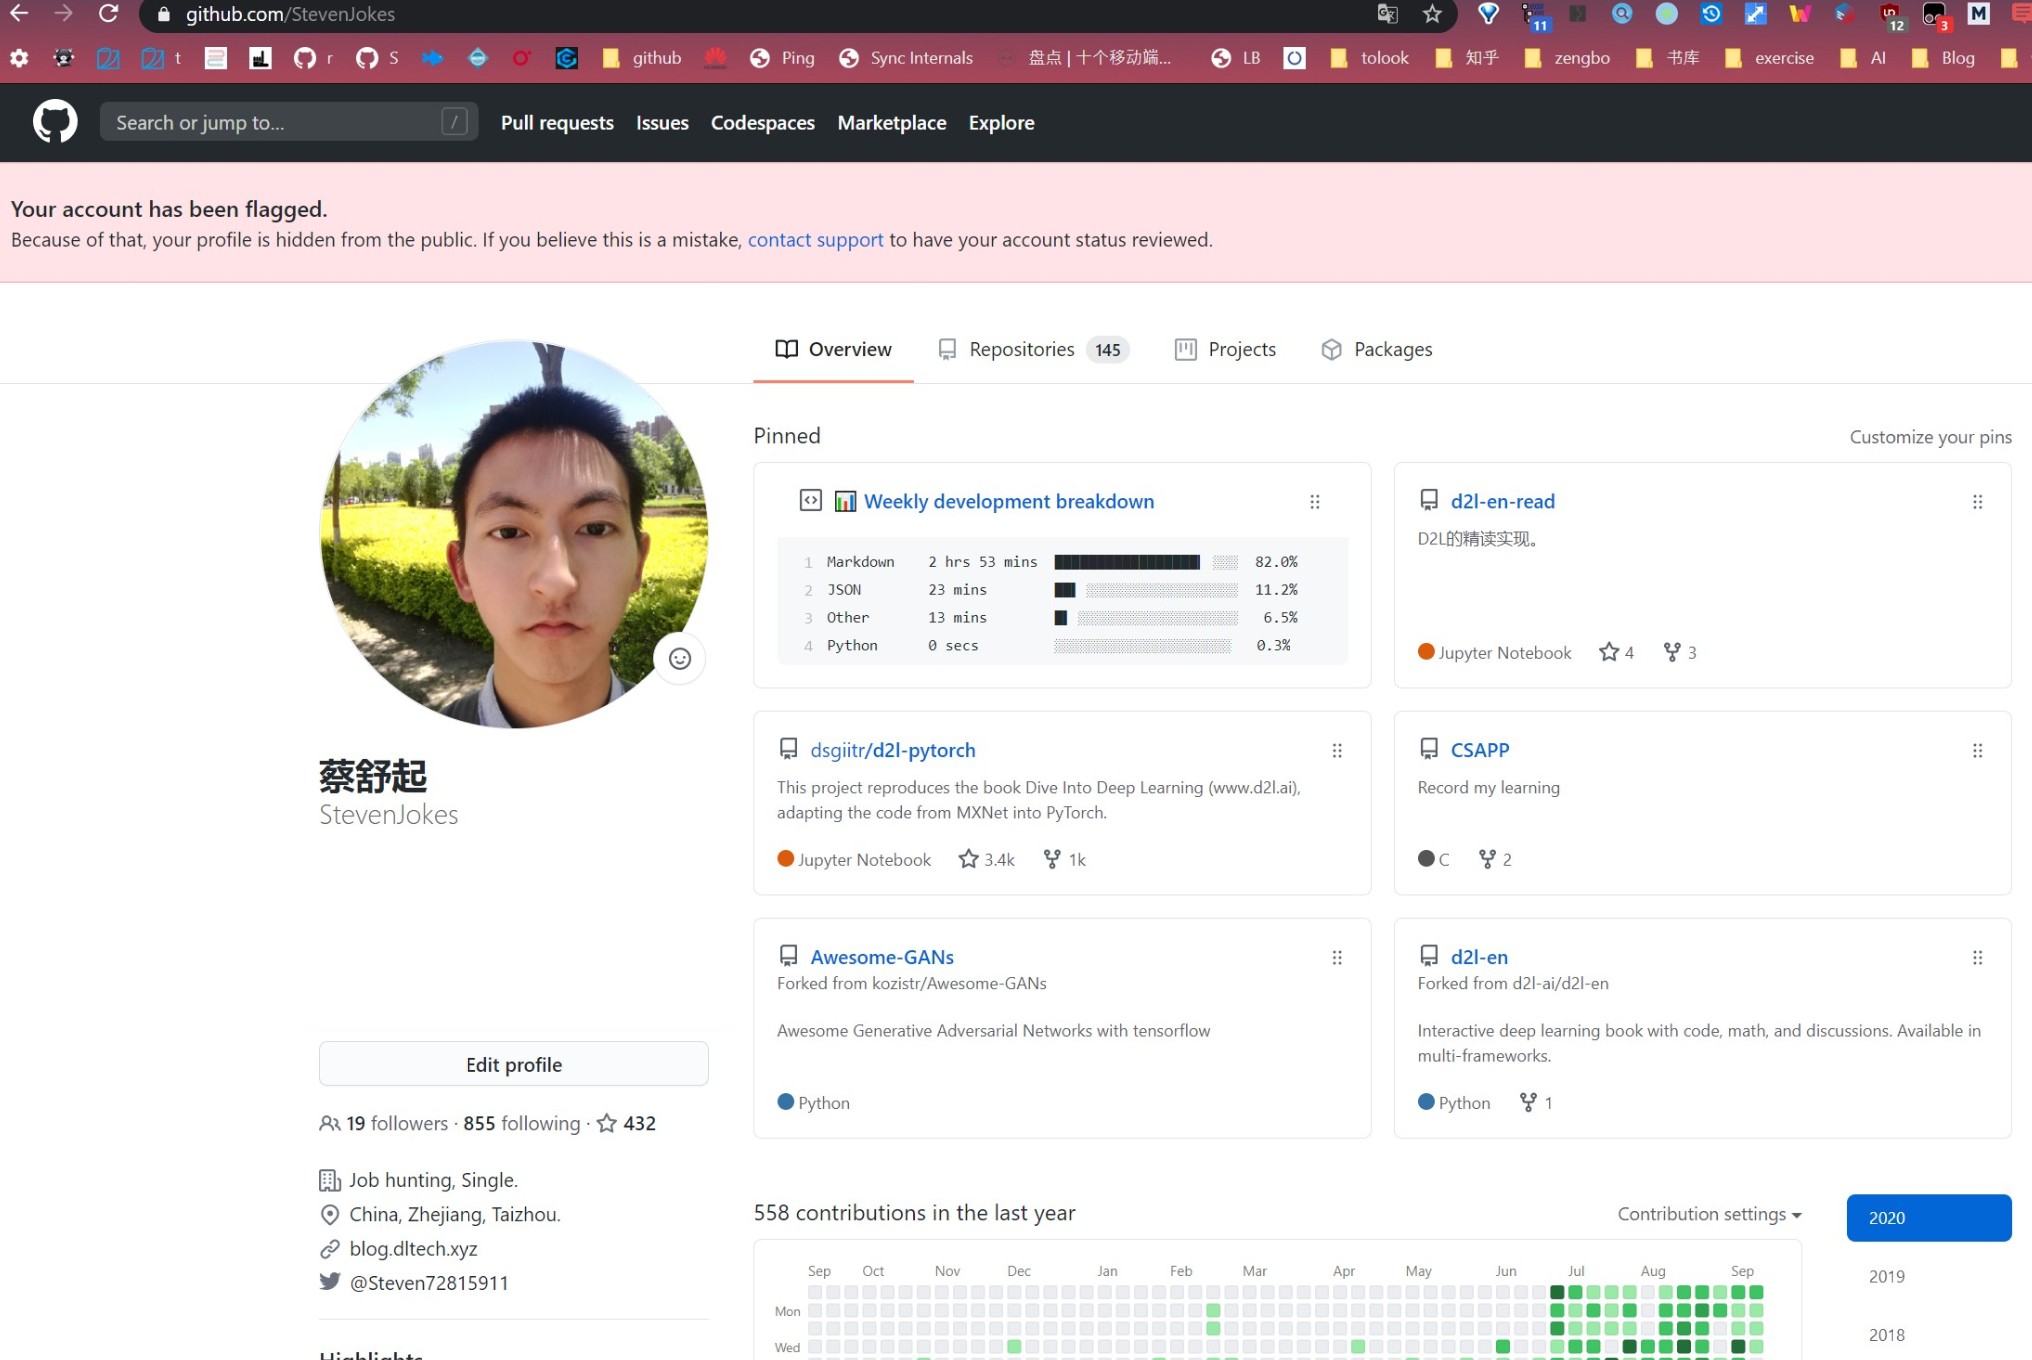 github.com/StevenJokes
11
12
3
t
r
S
github
Ping
Sync Internals
盘点 | 十个移动端...
LB
tolook
知乎
zengbo
书库
exercise
AI
Blog
Search or jump to...
/
Pull requests
Issues
Codespaces
Marketplace
Explore
Your account has been flagged.
Because of that, your profile is hidden from the public. If you believe this is a mistake, contact support to have your account status reviewed.
Overview
Repositories 145
Projects
Packages
Pinned
Customize your pins
Weekly development breakdown
1 Markdown 2 hrs 53 mins 82.0%
2 JSON 23 mins 11.2%
3 Other 13 mins 6.5%
4 Python 0 secs 0.3%
d2l-en-read
D2L的精读实现。
Jupyter Notebook 4 3
dsgiitr/d2l-pytorch
This project reproduces the book Dive Into Deep Learning (www.d2l.ai),
adapting the code from MXNet into PyTorch.
Jupyter Notebook 3.4k 1k
CSAPP
Record my learning
C 2
Awesome-GANs
Forked from kozistr/Awesome-GANs
Awesome Generative Adversarial Networks with tensorflow
Python
d2l-en
Forked from d2l-ai/d2l-en
Interactive deep learning book with code, math, and discussions. Available in
multi-frameworks.
Python 1
蔡舒起
StevenJokes
Edit profile
19 followers · 855 following · 432
Job hunting, Single.
China, Zhejiang, Taizhou.
blog.dltech.xyz
@Steven72815911
Highlights
558 contributions in the last year
Contribution settings
2020
2019
2018
Sep Oct Nov Dec Jan Feb Mar Apr May Jun Jul Aug Sep
Mon
Wed